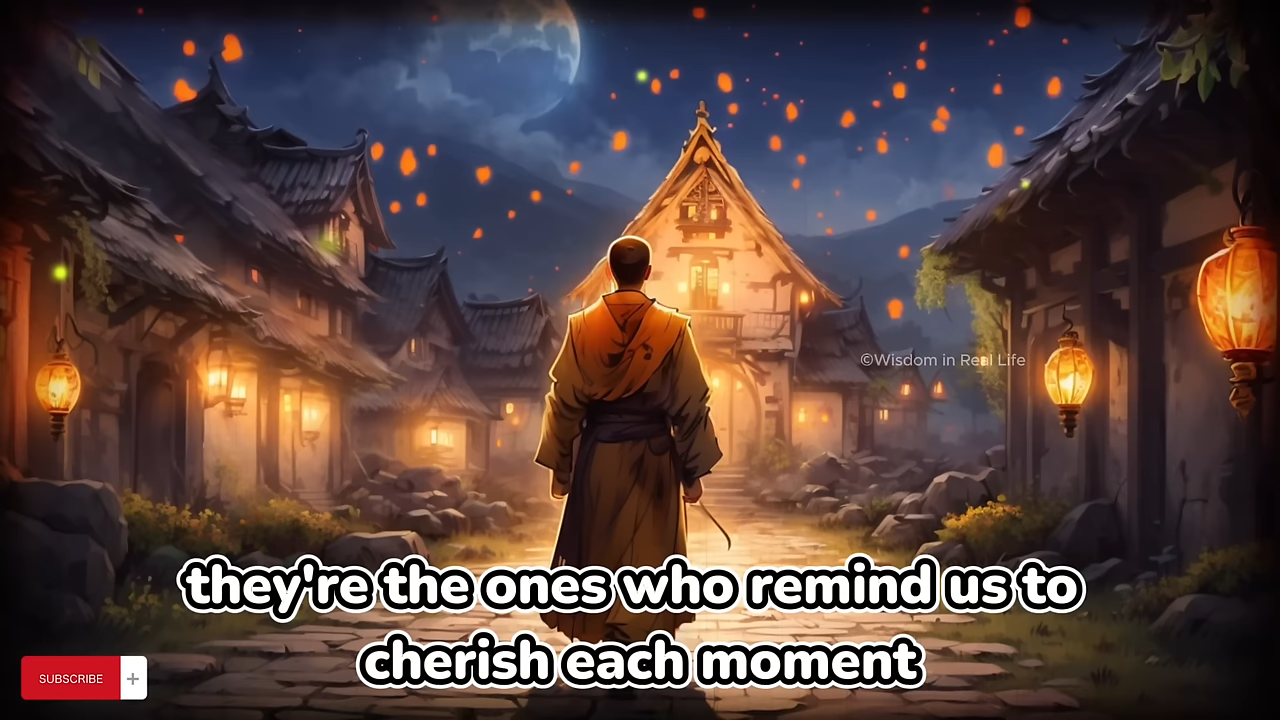 ©Wisdom in Real Life
they're the ones who remind us to
cherish each moment
SUBSCRIBE +